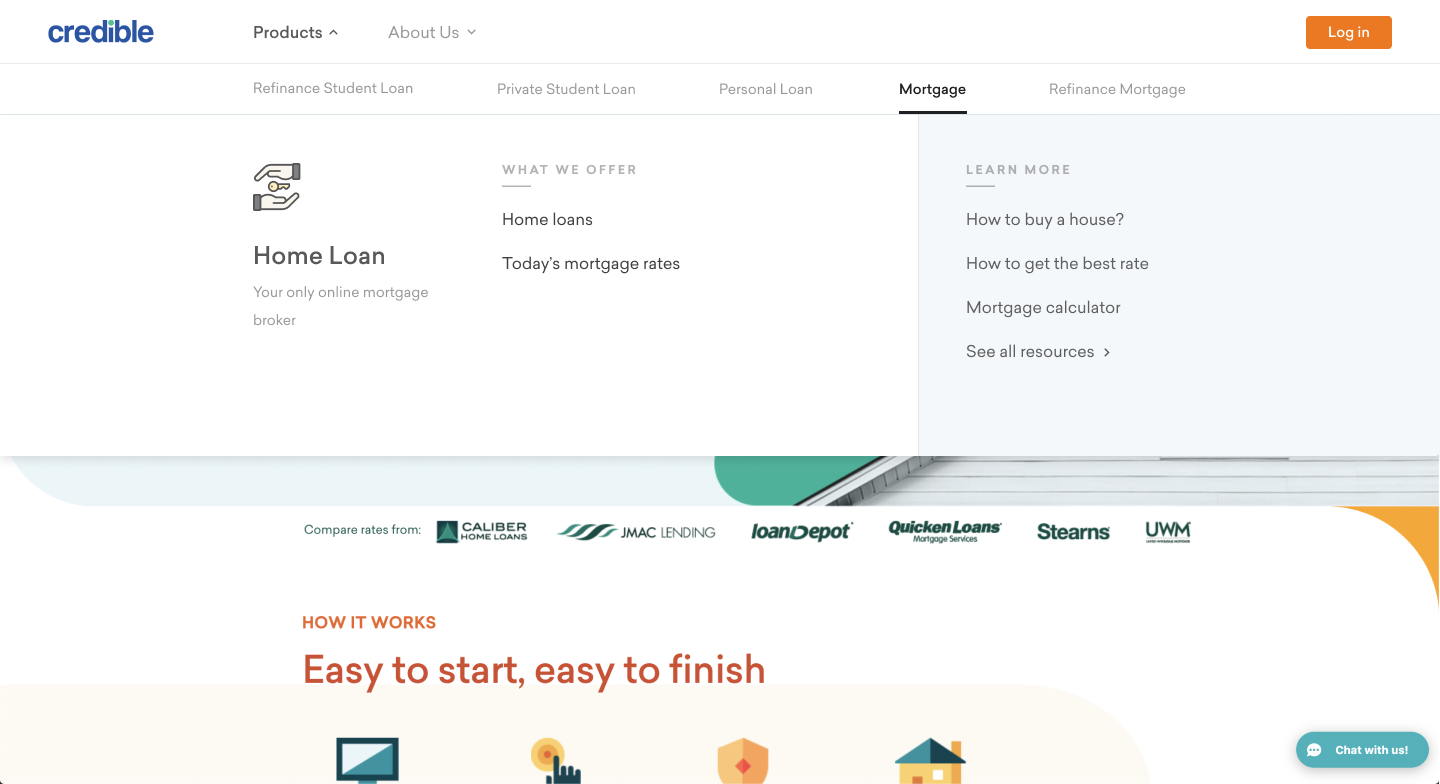 credible
Products
About Us
Log in
Refinance Student Loan
Private Student Loan
Personal Loan
Mortgage
Refinance Mortgage
Home Loan
Your only online mortgage
broker
WHAT WE OFFER
Home loans
Today's mortgage rates
LEARN MORE
How to buy a house?
How to get the best rate
Mortgage calculator
See all resources
Compare rates from:
CALIBER
HOME LOANS
JMAC LENDING
loanDepot
Quicken Loans
Mortgage Services
Stearns
UWM
HOW IT WORKS
Easy to start, easy to finish
Chat with us!